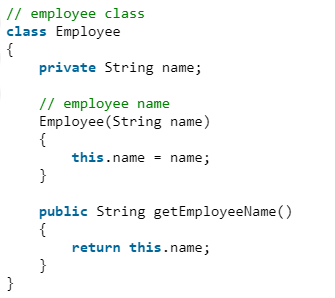 // employee class
class Employee
{
    private String name;

    // employee name
    Employee(String name)
    {
        this.name = name;
    }

    public String getEmployeeName()
    {
        return this.name;
    }
}